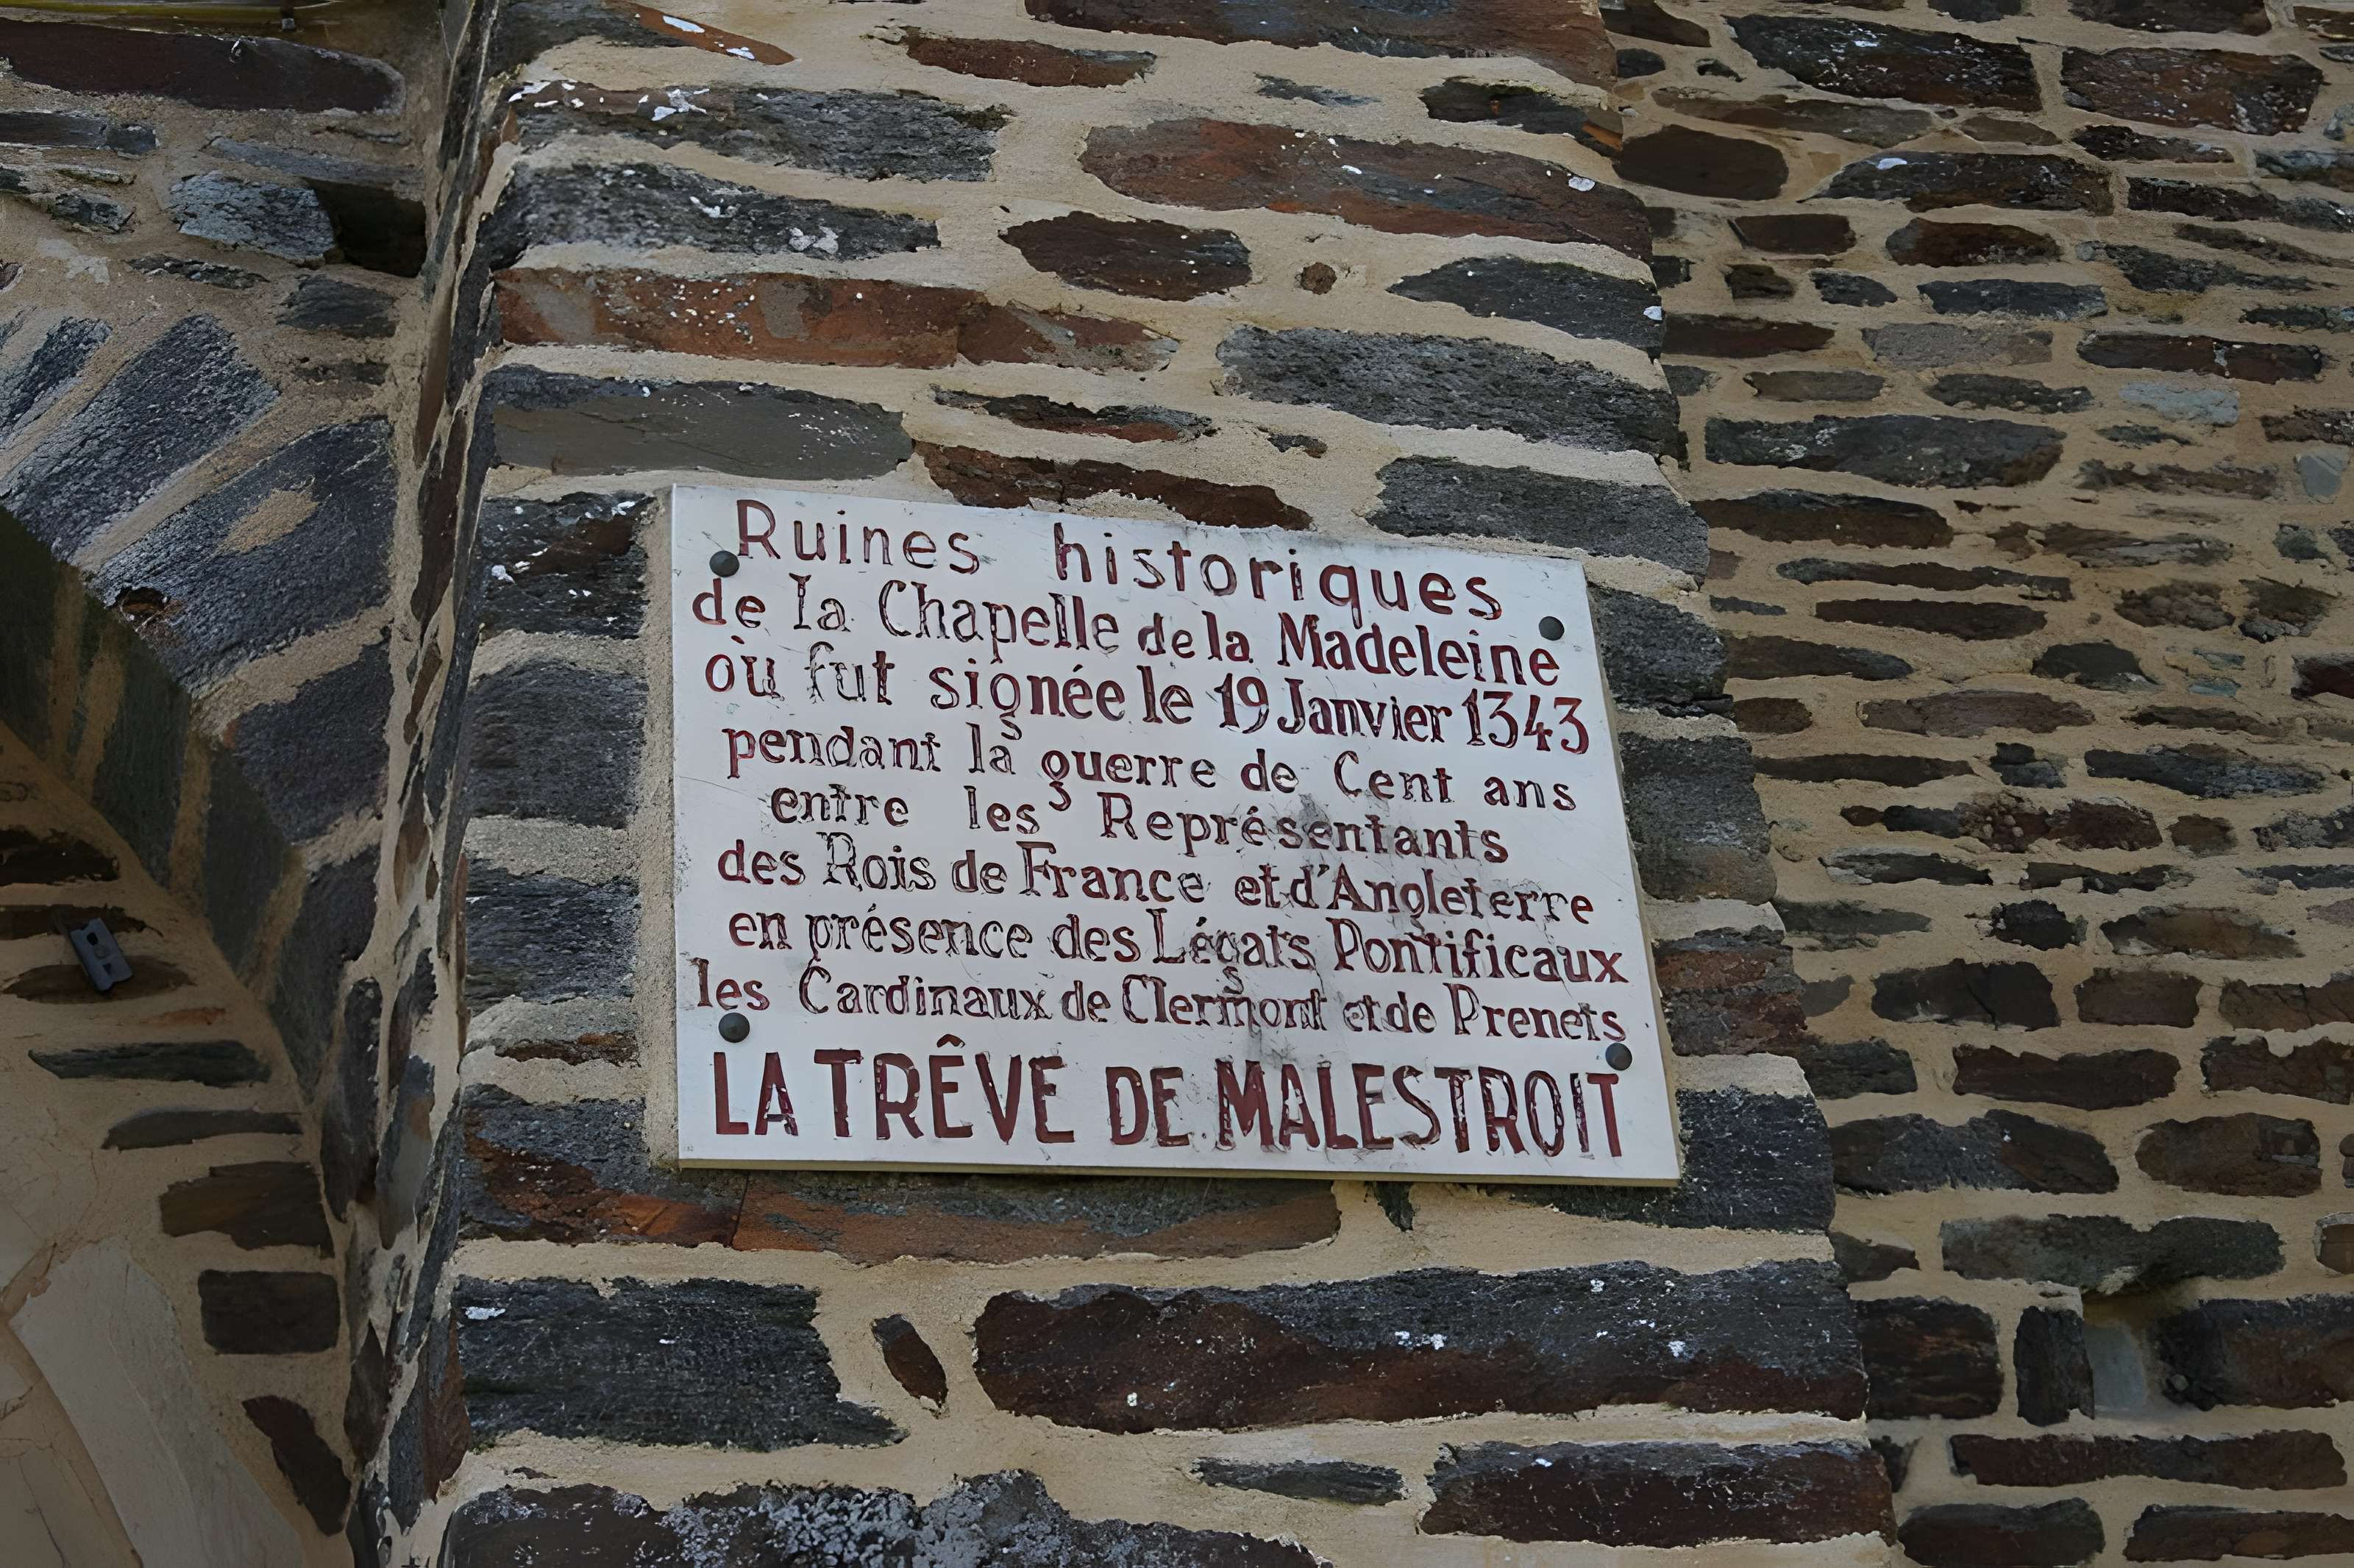 Ruines historiques
de la Chapelle de la Madeleine
où fut signée le 19 Janvier 1343
pendant la guerre de Cent ans
entre les Représentants
des Rois de France et d'Angleterre
en présence des Légats Pontificaux
les Cardinaux de Clermont et de Prenets
LA TRÊVE DE MALESTROIT